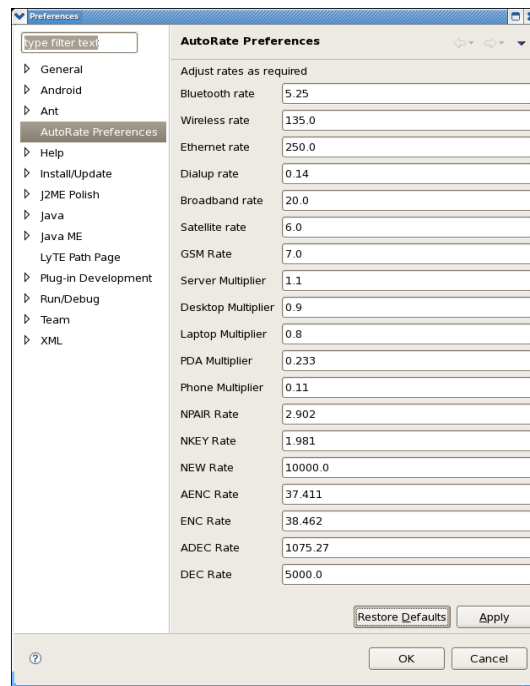 Preferences
type filter text
General
Android
Ant
AutoRate Preferences
Help
Install/Update
J2ME Polish
Java
Java ME
LyTE Path Page
Plug-in Development
Run/Debug
Team
XML
AutoRate Preferences
Adjust rates as required
Bluetooth rate 5.25
Wireless rate 135.0
Ethernet rate 250.0
Dialup rate 0.14
Broadband rate 20.0
Satellite rate 6.0
GSM Rate 7.0
Server Multiplier 1.1
Desktop Multiplier 0.9
Laptop Multiplier 0.8
PDA Multiplier 0.233
Phone Multiplier 0.11
NPAIR Rate 2.902
NKEY Rate 1.981
NEW Rate 10000.0
AENC Rate 37.411
ENC Rate 38.462
ADEC Rate 1075.27
DEC Rate 5000.0
Restore Defaults Apply
? OK Cancel